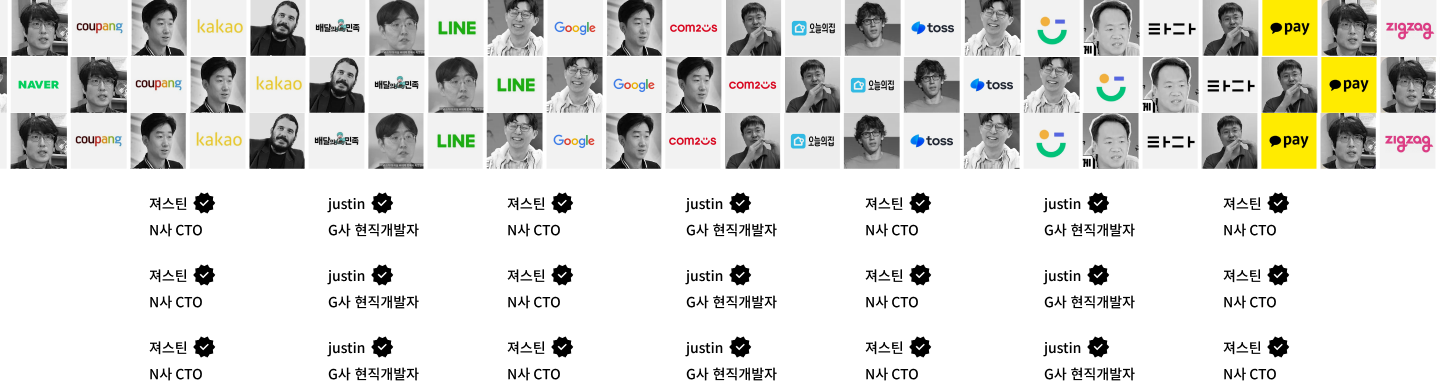 coupang kakao 배달의민족 LINE Google com2us 오늘의집 toss 게 pay zigzag
NAVER coupang kakao 배달의민족 LINE Google com2us 오늘의집 toss pay
coupang kakao 배달의민족 LINE Google com2us 오늘의집 toss 게 pay zigzag
져스틴 justin 져스틴 justin 져스틴 justin 져스틴
N사 CTO G사 현직개발자 N사 CTO G사 현직개발자 N사 CTO G사 현직개발자 N사 CTO
져스틴 justin 져스틴 justin 져스틴 justin 져스틴
N사 CTO G사 현직개발자 N사 CTO G사 현직개발자 N사 CTO G사 현직개발자 N사 CTO
져스틴 justin 져스틴 justin 져스틴 justin 져스틴
N사 CTO G사 현직개발자 N사 CTO G사 현직개발자 N사 CTO G사 현직개발자 N사 CTO